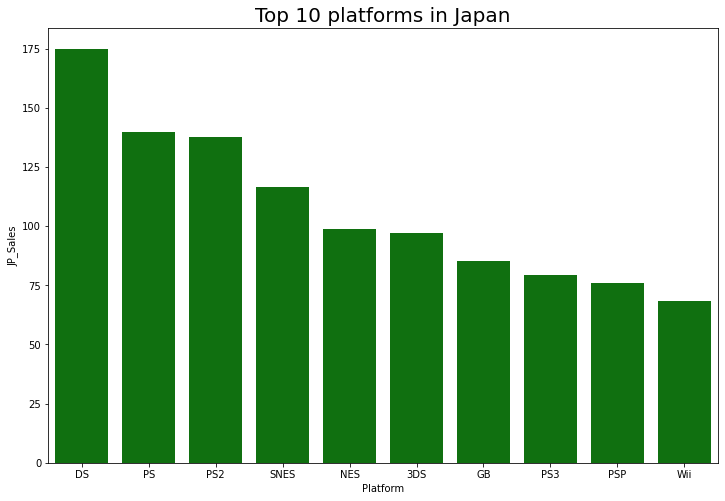 Top 10 platforms in Japan
175
150
125
100
75
50
25
0
JP_Sales
DS PS PS2 SNES NES 3DS GB PS3 PSP Wii
Platform